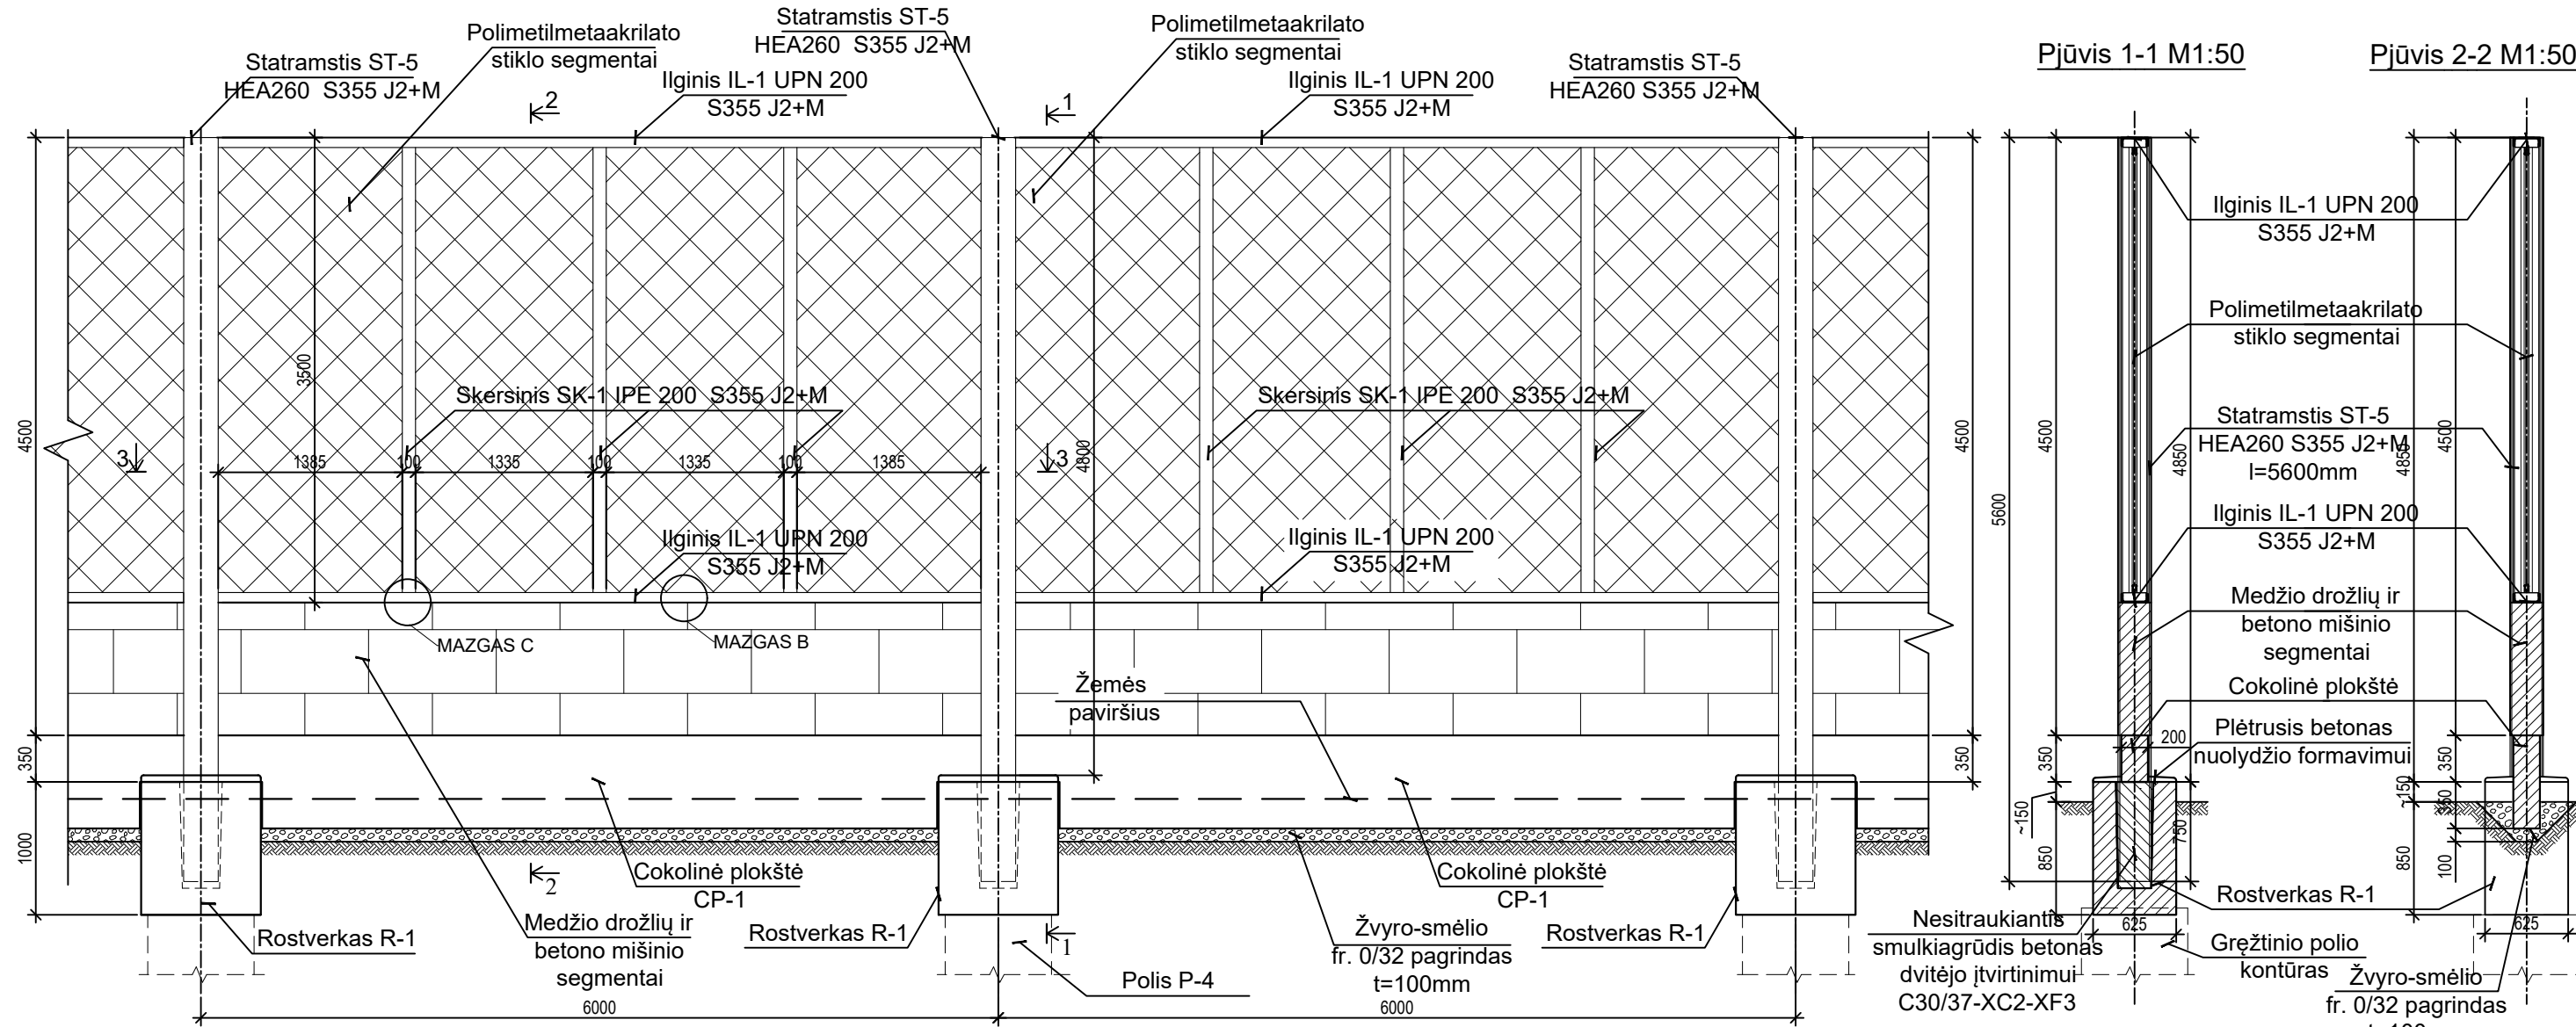 Statramstis ST-5
HEA260 S355 J2+M
Polimetilmetaakrilato
stiklo segmentai
Statramstis ST-5
HEA260 S355 J2+M
Ilginis IL-1 UPN 200
S355 J2+M
Polimetilmetaakrilato
stiklo segmentai
Ilginis IL-1 UPN 200
S355 J2+M
Statramstis ST-5
HEA260 S355 J2+M
Pjūvis 1-1 M1:50
Pjūvis 2-2 M1:50
2
1
3500
4500
Skersinis SK-1 IPE 200 S355 J2+M
Skersinis SK-1 IPE 200 S355 J2+M
3
1385
100
1335
100
1335
100
1385
3
4800
4500
5600
4500
4850
4850
4500
Ilginis IL-1 UPN 200
S355 J2+M
Ilginis IL-1 UPN 200
S355 J2+M
MAZGAS C
MAZGAS B
Žemės
paviršius
350
1000
350
2
Cokolinė plokštė
CP-1
Cokolinė plokštė
CP-1
Rostverkas R-1
Medžio drožlių ir
betono mišinio
segmentai
Rostverkas R-1
1
Polis P-4
Žvyro-smėlio
fr. 0/32 pagrindas
t=100mm
Rostverkas R-1
6000
6000
Ilginis IL-1 UPN 200
S355 J2+M
Polimetilmetaakrilato
stiklo segmentai
Statramstis ST-5
HEA260 S355 J2+M
l=5600mm
Ilginis IL-1 UPN 200
S355 J2+M
Medžio drožlių ir
betono mišinio
segmentai
Cokolinė plokštė
200
Plėtrusis betonas
nuolydžio formavimui
350
~150
850
750
625
350
~150
350
850
100
625
Rostverkas R-1
Nesitraukiantis
smulkiagrūdis betonas
dvitėjo įtvirtinimui
C30/37-XC2-XF3
Gręžtinio polio
kontūras
Žvyro-smėlio
fr. 0/32 pagrindas